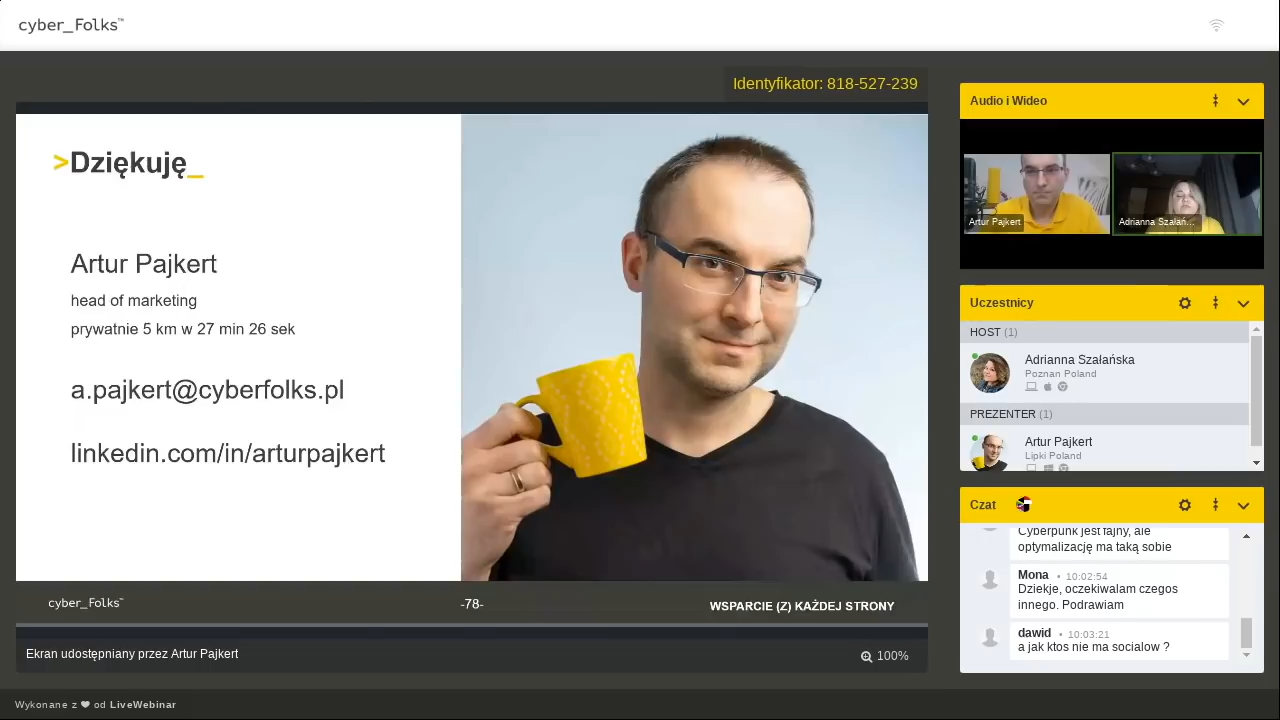 cyber_Folks™
Identyfikator: 818-527-239
>Dziękuję_
Artur Pajkert
head of marketing
prywatnie 5 km w 27 min 26 sek
a.pajkert@cyberfolks.pl
linkedin.com/in/arturpajkert
cyber_Folks™
-78-
WSPARCIE (Z) KAŻDEJ STRONY
Ekran udostępniany przez Artur Pajkert
100%
Audio i Wideo
Artur Pajkert
Adrianna Szałań...
Uczestnicy
HOST (1)
Adrianna Szałańska
Poznan Poland
PREZENTER (1)
Artur Pajkert
Lipki Poland
Czat
Cyberpunk jest fajny, ale
optymalizację ma taką sobie
Mona • 10:02:54
Dziekje, oczekiwalam czegos
innego. Podrawiam
dawid • 10:03:21
a jak ktos nie ma socialow ?
Wykonane z ❤ od LiveWebinar